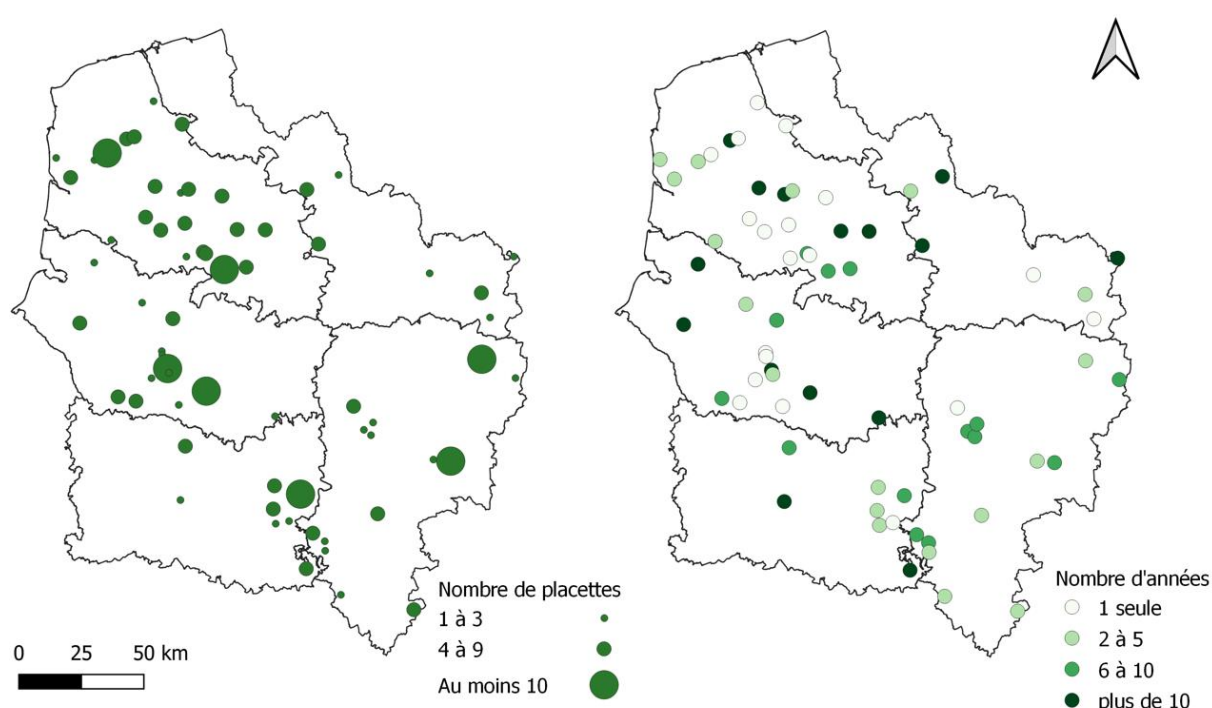 Nombre de placettes
1 à 3
4 à 9
Au moins 10
0 25 50 km
Nombre d'années
1 seule
2 à 5
6 à 10
plus de 10